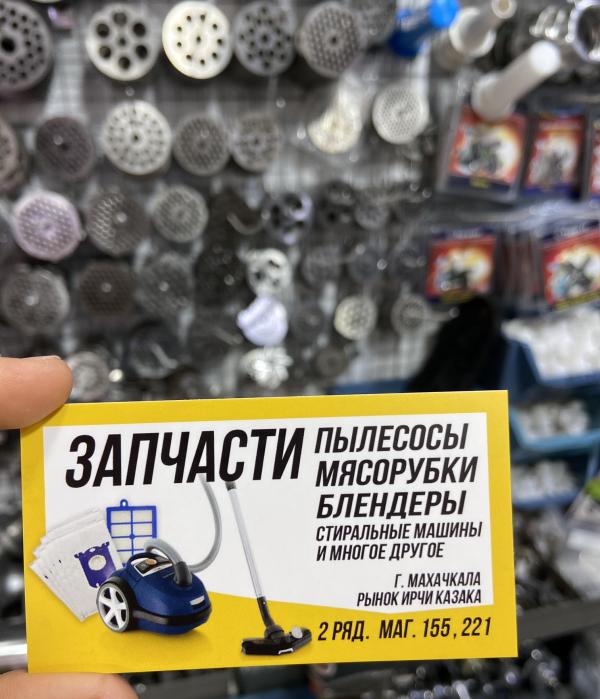 ЗАПЧАСТИ
ПЫЛЕСОСЫ
МЯСОРУБКИ
БЛЕНДЕРЫ
СТИРАЛЬНЫЕ МАШИНЫ
И МНОГОЕ ДРУГОЕ
Г. МАХАЧКАЛА
РЫНОК ИРЧИ КАЗАКА
2 РЯД. МАГ. 155, 221